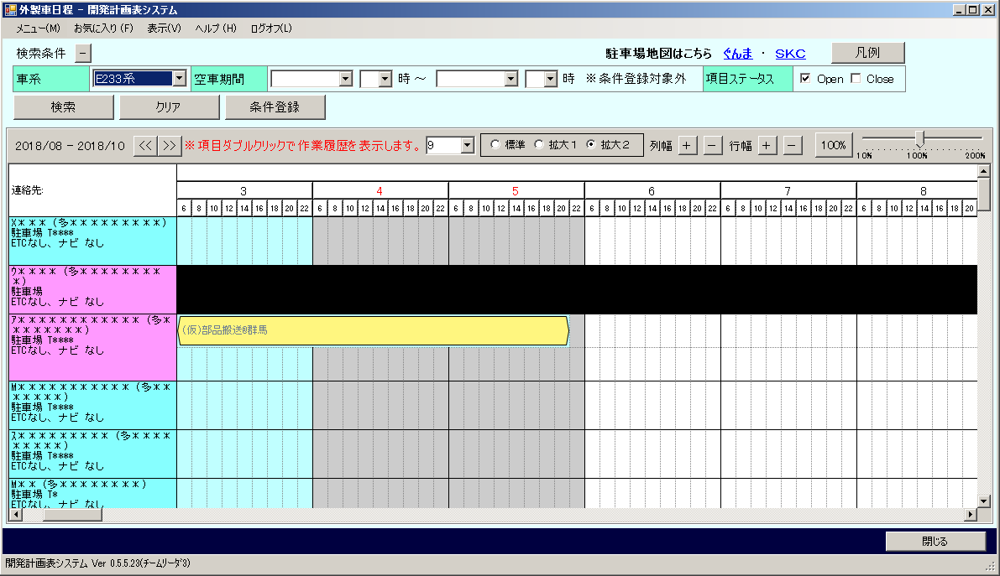 外製車日程 - 開発計画表システム
メニュー(M) お気に入り(F) 表示(V) ヘルプ(H) ログオフ(L)
検索条件 - 駐車場地図はこちら ぐんま ・ SKC 凡例
車系 E233系 空車期間 時 ～ 時 ※条件登録対象外 項目ステータス Open Close
検索 クリア 条件登録
2018/08 - 2018/10 << >> ※項目ダブルクリックで作業履歴を表示します。 9 標準 拡大1 拡大2 列幅 + - 行幅 + - 100% 10% 100% 200%
連絡先:
3 4 5 6 7 8
6 8 10 12 14 16 18 20 22 6 8 10 12 14 16 18 20 22 6 8 10 12 14 16 18 20 22 6 8 10 12 14 16 18 20 22 6 8 10 12 14 16 18 20 22 6 8 10 12 14 16 18 20
X＊＊＊（多＊＊＊＊＊＊＊＊＊）
駐車場 T****
ETCなし、ナビ なし
ｳ＊＊＊＊（多＊＊＊＊＊＊＊＊
＊）
駐車場
ETCなし、ナビ なし
ｱ＊＊＊＊＊＊＊＊＊＊＊＊（多＊
＊＊＊＊＊＊＊）
駐車場 T****
ETCなし、ナビ なし
(仮)部品搬送@群馬
M＊＊＊＊＊＊＊＊＊＊＊（多＊＊
＊＊＊＊＊）
駐車場 T****
ETCなし、ナビ なし
ｽ＊＊＊＊＊＊＊＊＊（多＊＊＊＊
＊＊＊＊＊）
駐車場 T****
ETCなし、ナビ なし
M＊＊（多＊＊＊＊＊＊＊＊）
駐車場 T*
ETCなし、ナビ なし
閉じる
開発計画表システム Ver 0.5.5.23(ﾁｰﾑﾘｰﾀﾞ3)